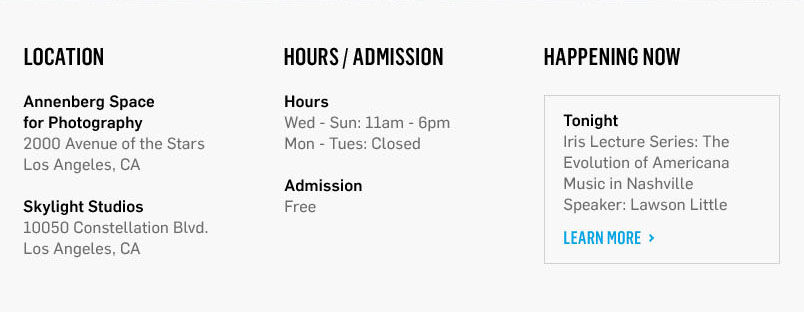 LOCATION
Annenberg Space
for Photography
2000 Avenue of the Stars
Los Angeles, CA
Skylight Studios
10050 Constellation Blvd.
Los Angeles, CA
HOURS / ADMISSION
Hours
Wed - Sun: 11am - 6pm
Mon - Tues: Closed
Admission
Free
HAPPENING NOW
Tonight
Iris Lecture Series: The
Evolution of Americana
Music in Nashville
Speaker: Lawson Little
LEARN MORE >